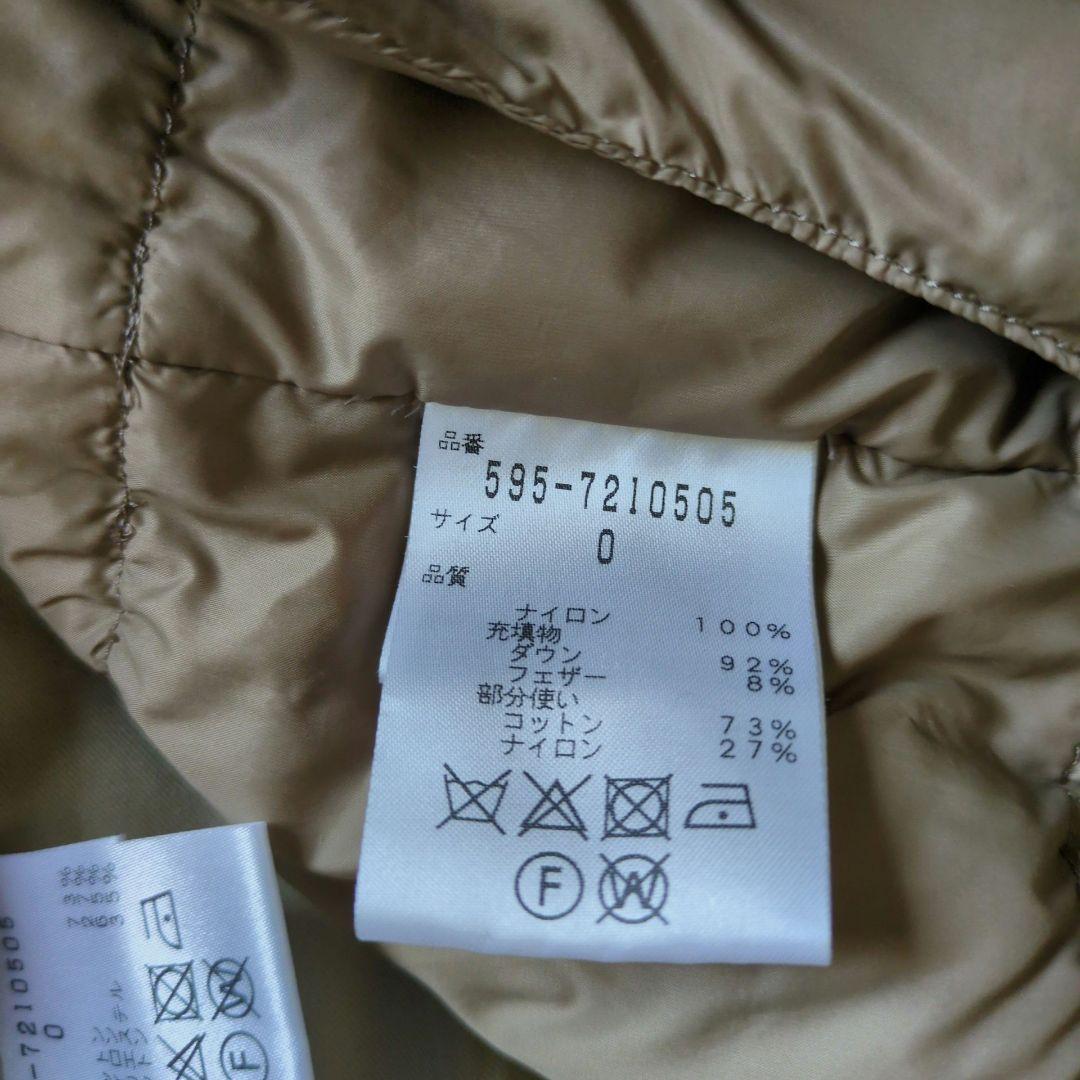 品番
595-7210505
サイズ
0
品質
ナイロン 100%
充填物
ダウン 92%
フェザー 8%
部分使い
コットン 73%
ナイロン 27%
F
W
-7210505
0
W
F